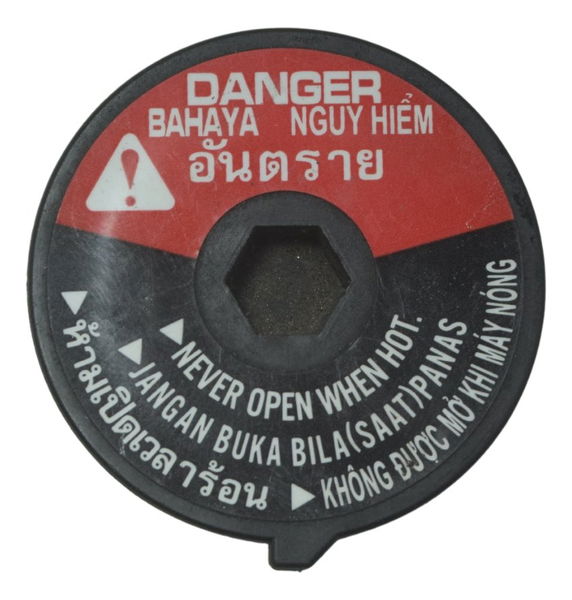 DANGER
BAHAYA NGUY HIỂM
อันตราย
NEVER OPEN WHEN HOT.
JANGAN BUKA BILA(SAAT)PANAS
ห้ามเปิดเวลาร้อน
KHÔNG ĐƯỢC MỞ KHI MÁY NÓNG